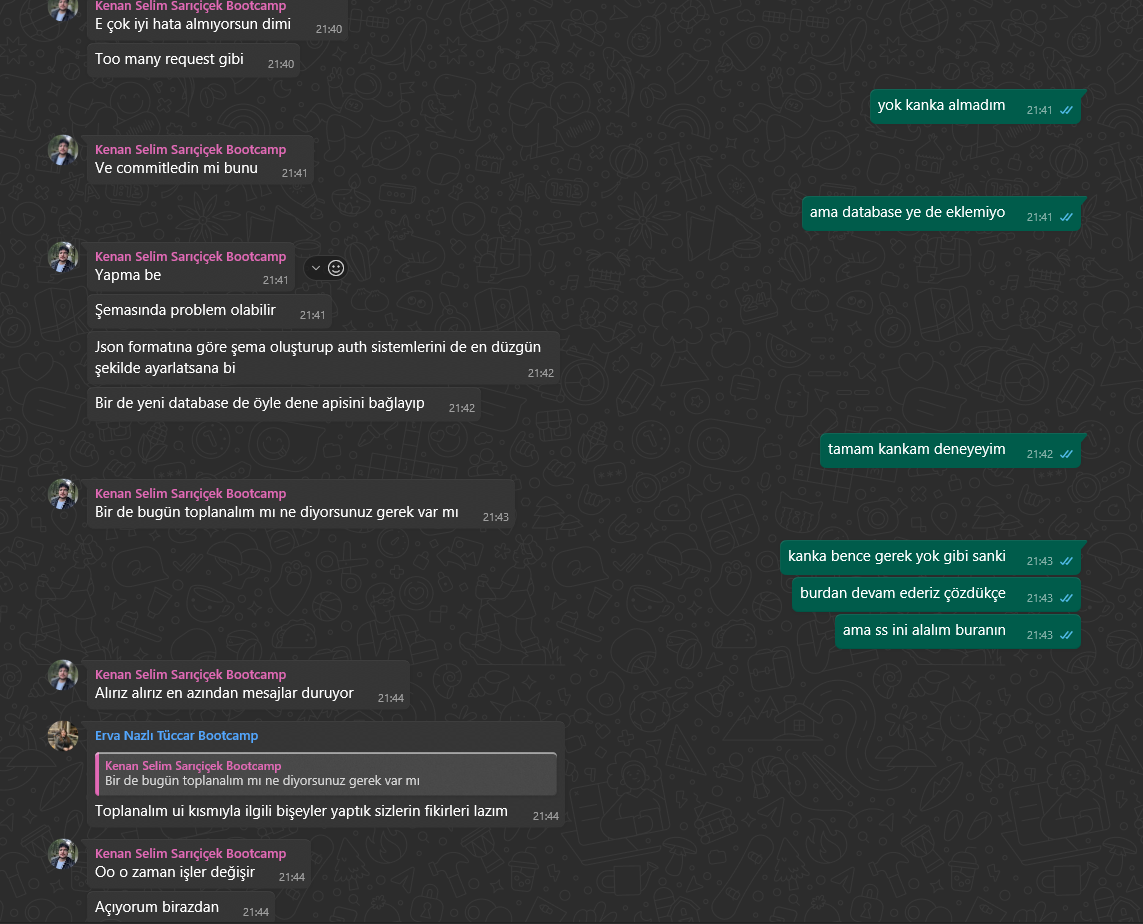 Kenan Selim Sarıçiçek Bootcamp
E çok iyi hata almıyorsun dimi
21:40
Too many request gibi
21:40
yok kanka almadım
21:41
Kenan Selim Sarıçiçek Bootcamp
Ve commitledin mi bunu
21:41
ama database ye de eklemiyo
21:41
Kenan Selim Sarıçiçek Bootcamp
Yapma be
21:41
Şemasında problem olabilir
21:41
Json formatına göre şema oluşturup auth sistemlerini de en düzgün
şekilde ayarlatsana bi
21:42
Bir de yeni database de öyle dene apisini bağlayıp
21:42
tamam kankam deneyeyim
21:42
Kenan Selim Sarıçiçek Bootcamp
Bir de bugün toplanalım mı ne diyorsunuz gerek var mı
21:43
kanka bence gerek yok gibi sanki
21:43
burdan devam ederiz çözdükçe
21:43
ama ss ini alalım buranın
21:43
Kenan Selim Sarıçiçek Bootcamp
Alırız alırız en azından mesajlar duruyor
21:44
Erva Nazlı Tüccar Bootcamp
Kenan Selim Sarıçiçek Bootcamp
Bir de bugün toplanalım mı ne diyorsunuz gerek var mı
Toplanalım ui kısmıyla ilgili bişeyler yaptık sizlerin fikirleri lazım
21:44
Kenan Selim Sarıçiçek Bootcamp
Oo o zaman işler değişir
21:44
Açıyorum birazdan
21:44